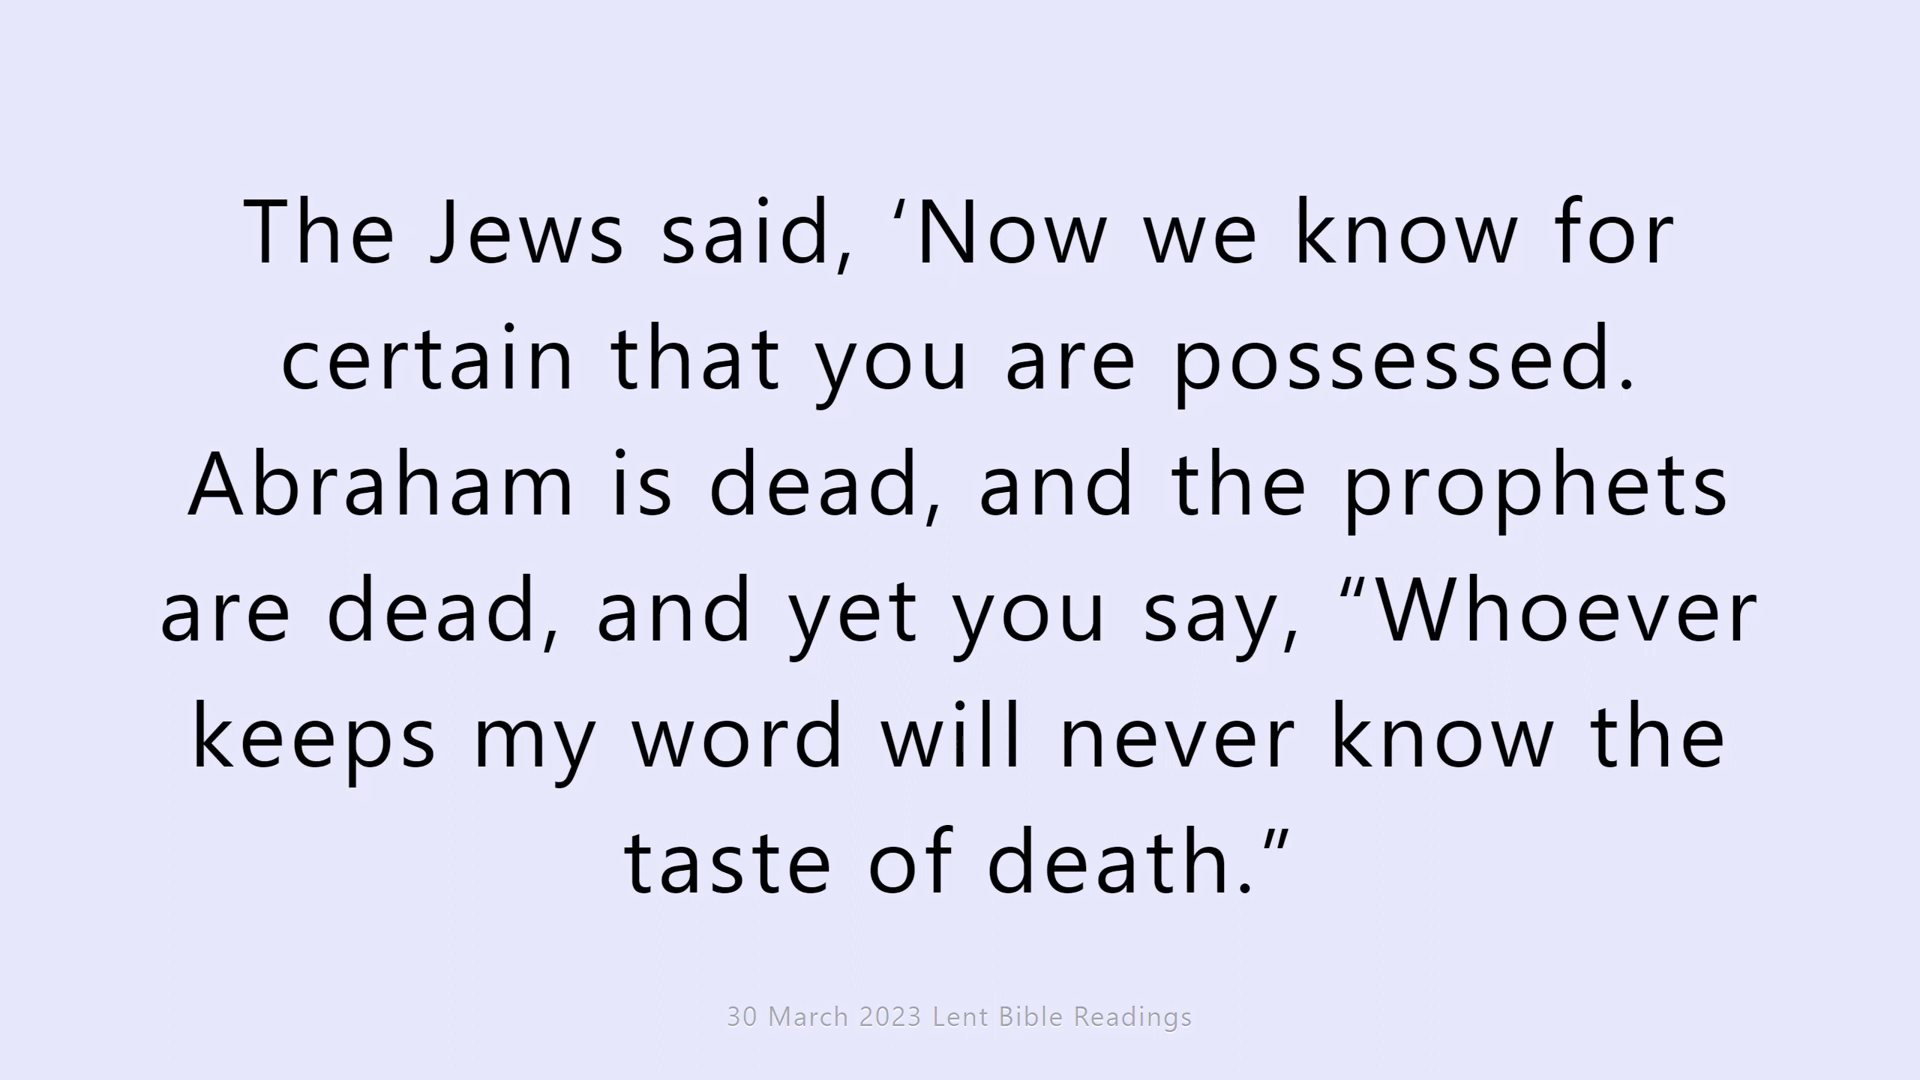 The Jews said, ‘Now we know for
certain that you are possessed.
Abraham is dead, and the prophets
are dead, and yet you say, “Whoever
keeps my word will never know the
taste of death.”
30 March 2023 Lent Bible Readings